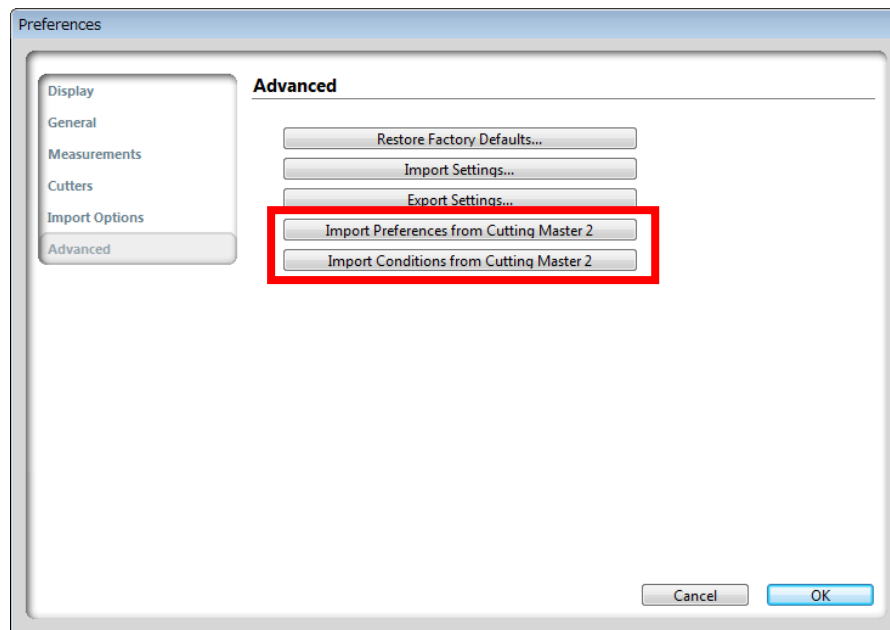 Preferences
Display
General
Measurements
Cutters
Import Options
Advanced
Advanced
Restore Factory Defaults...
Import Settings...
Export Settings...
Import Preferences from Cutting Master 2
Import Conditions from Cutting Master 2
Cancel
OK